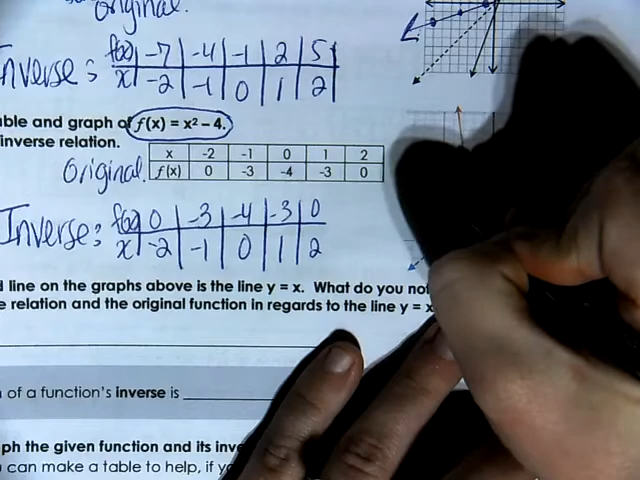 original.
Inverse: f(x) -7 -4 -1 2 5
x -2 -1 0 1 2
able and graph of f(x) = x² – 4.
inverse relation.
Original. x -2 -1 0 1 2
f(x) 0 -3 -4 -3 0
Inverse: f(x) 0 -3 -4 -3 0
x -2 -1 0 1 2
d line on the graphs above is the line y = x. What do you not
e relation and the original function in regards to the line y = x
of a function's inverse is
ph the given function and its inve
can make a table to help, if y